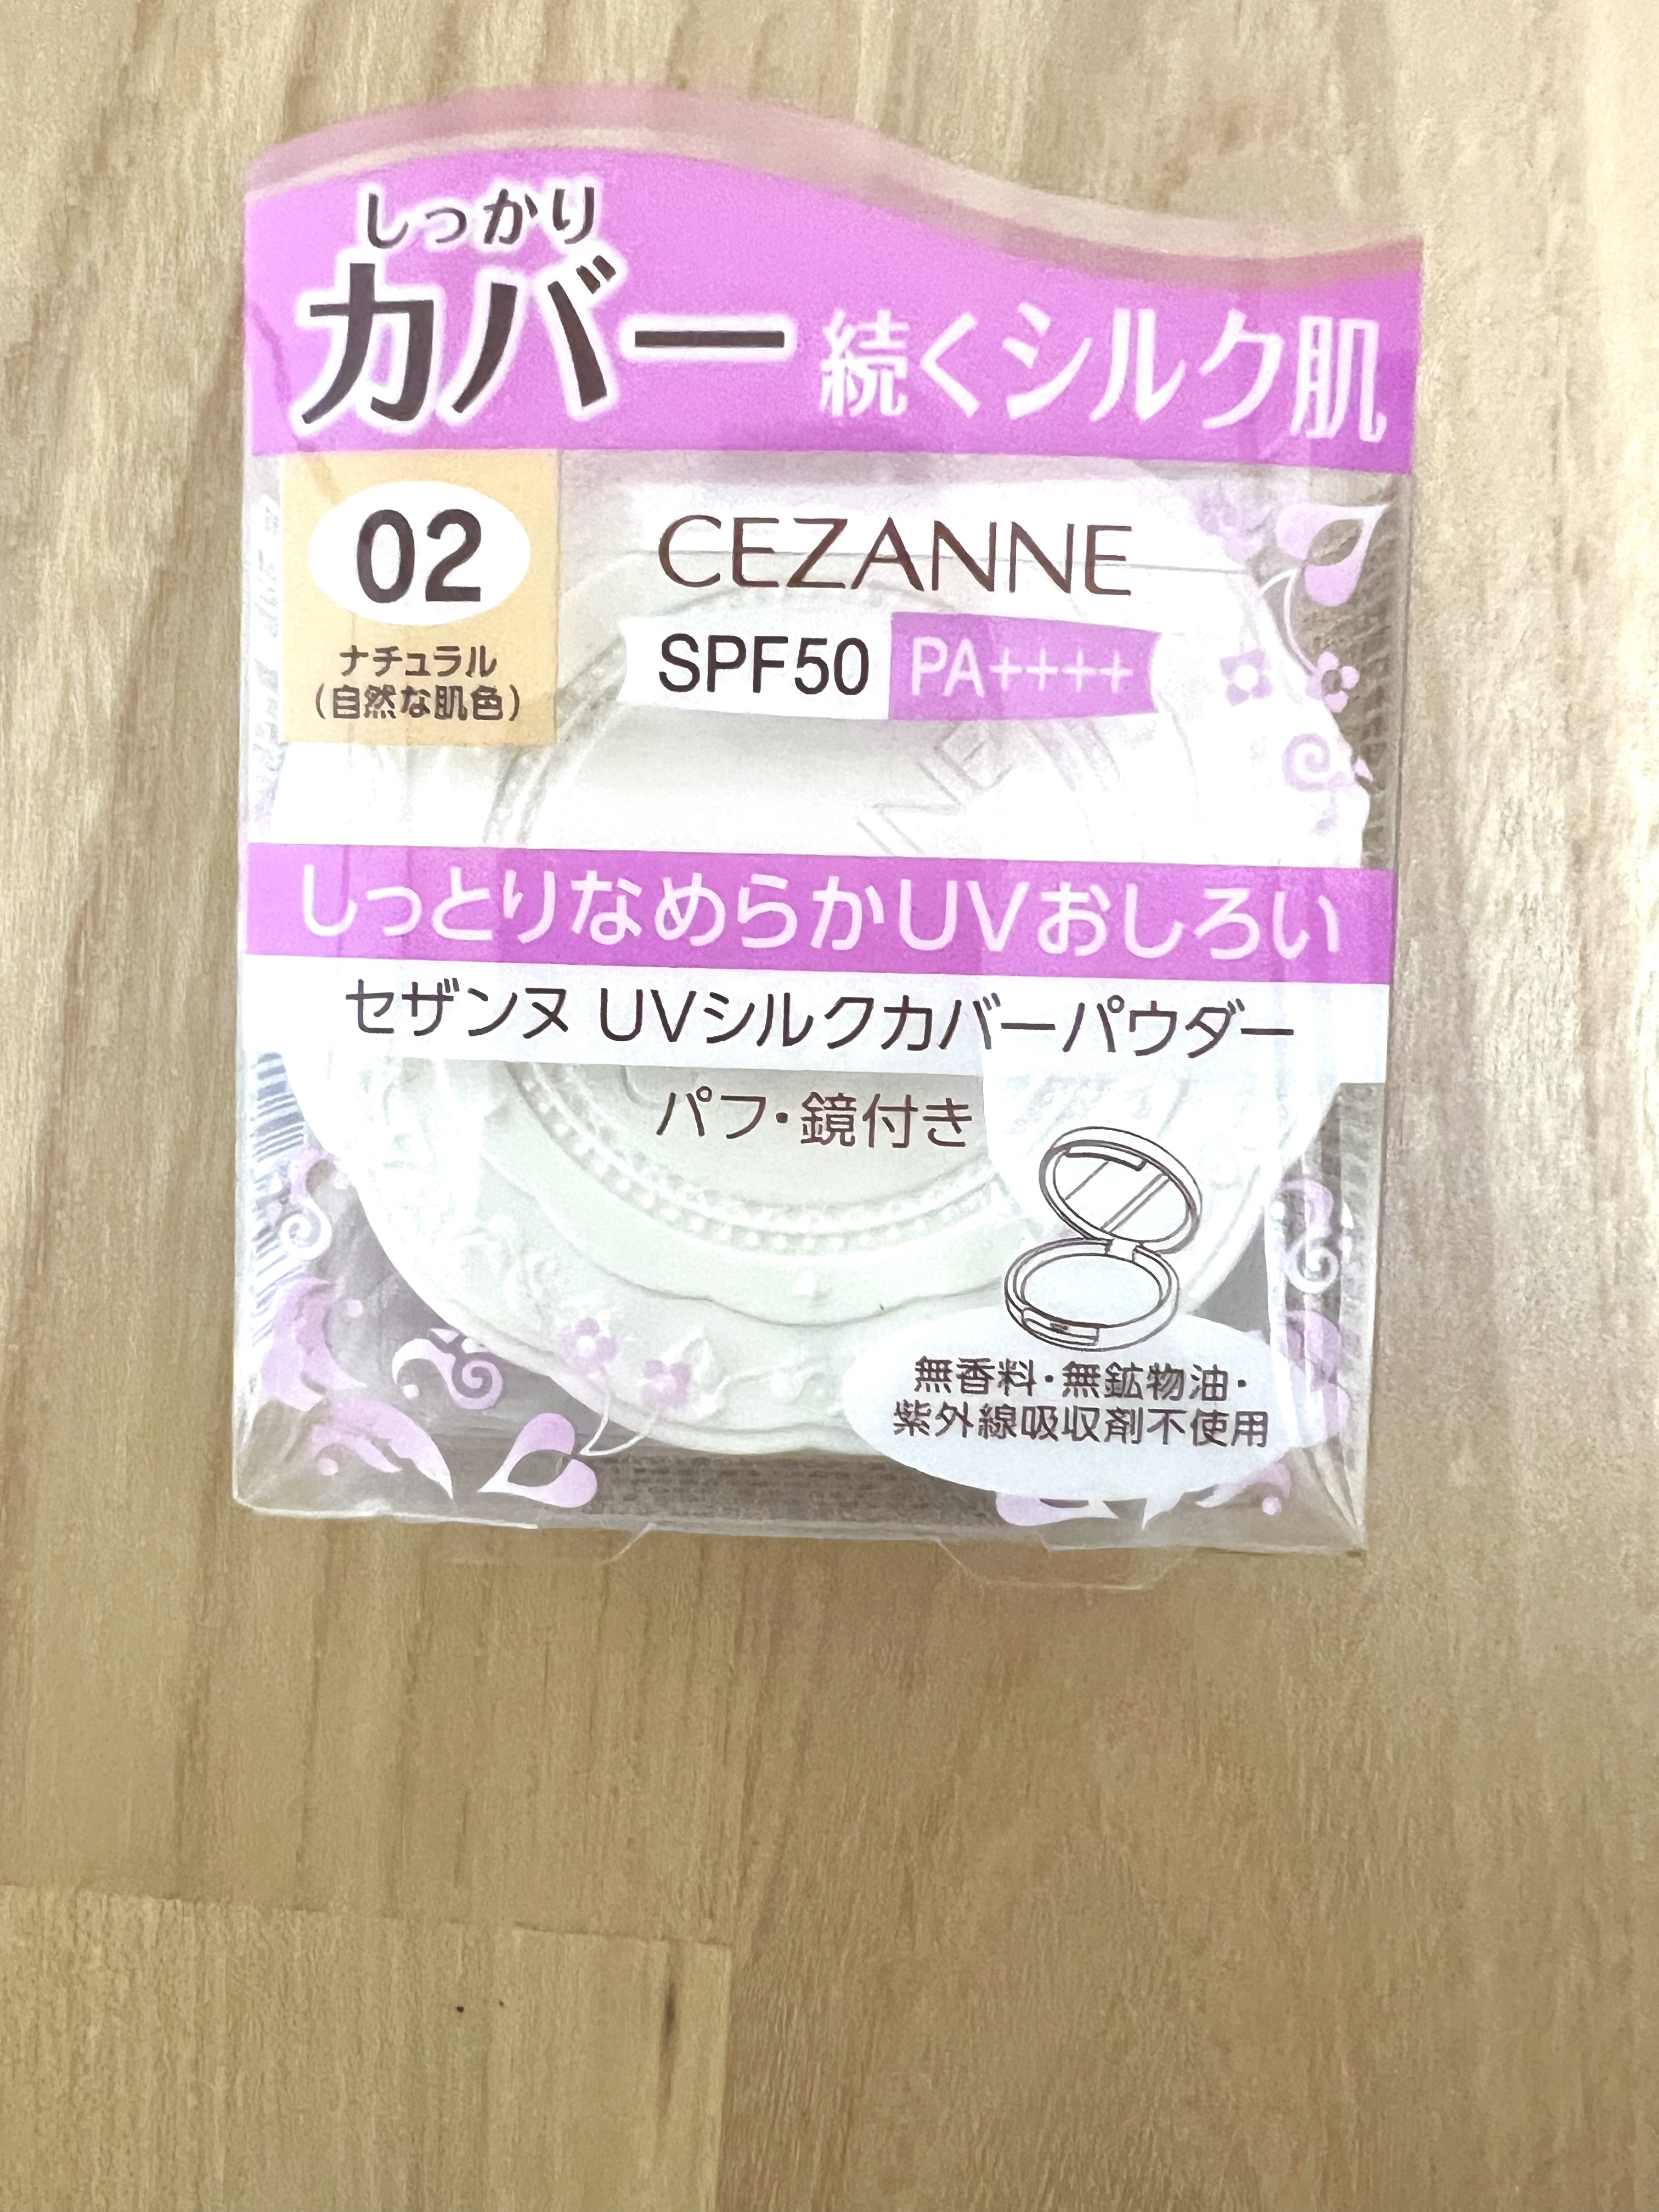 しっかり
カバー 続くシルク肌
02
ナチュラル
(自然な肌色)
CEZANNE
SPF50 PA++++
しっとりなめらかUVおしろい
セザンヌ UVシルクカバーパウダー
パフ・鏡付き
無香料・無鉱物油・
紫外線吸収剤不使用